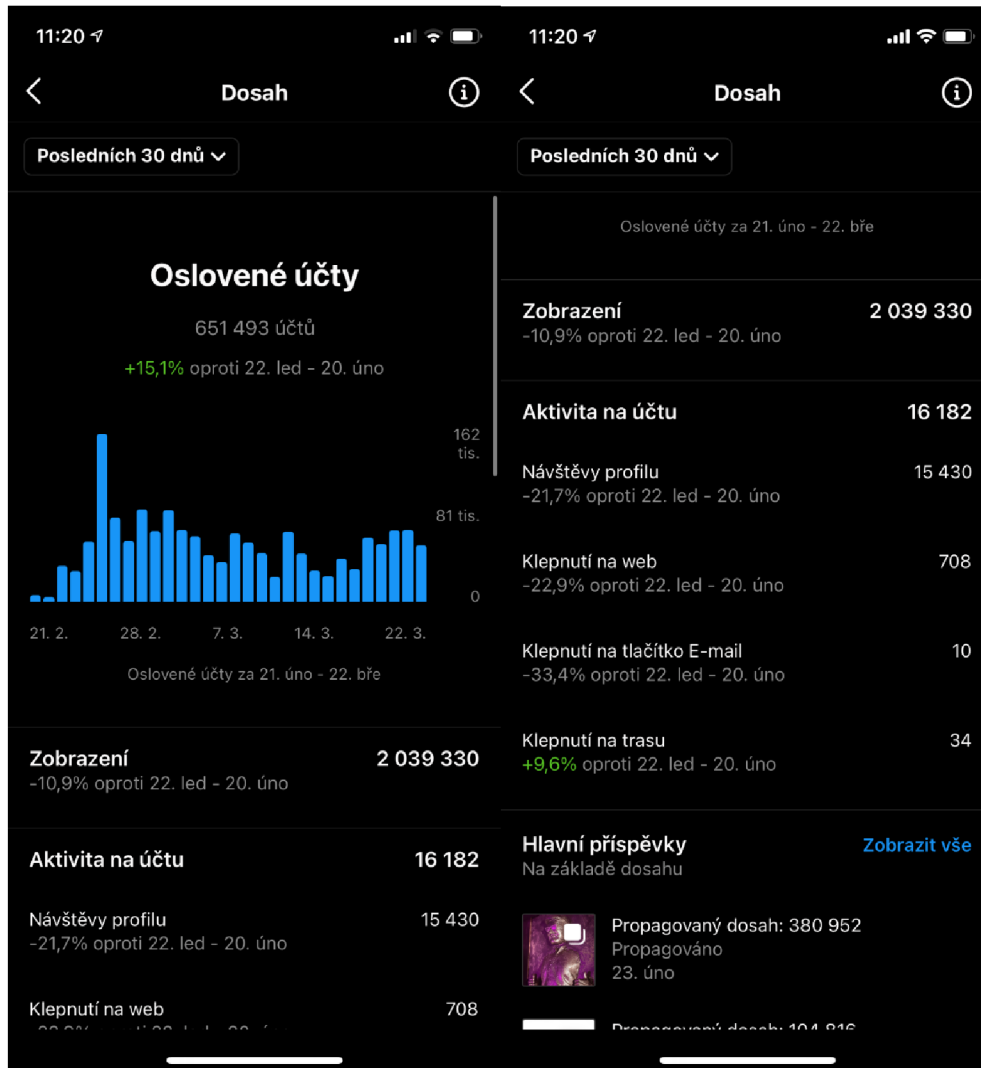 11:20
Dosah
Posledních 30 dnů
Oslovené účty
651 493 účtů
+15,1% oproti 22. led – 20. úno
162
tis.
81 tis.
0
21. 2.
28. 2.
7. 3.
14. 3.
22. 3.
Oslovené účty za 21. úno - 22. bře
Zobrazení
2 039 330
-10,9% oproti 22. led – 20. úno
Aktivita na účtu
16 182
Návštěvy profilu
15 430
-21,7% oproti 22. led – 20. úno
Klepnutí na web
708
11:20
Dosah
Posledních 30 dnů
Oslovené účty za 21. úno - 22. bře
Zobrazení
2 039 330
-10,9% oproti 22. led – 20. úno
Aktivita na účtu
16 182
Návštěvy profilu
15 430
-21,7% oproti 22. led – 20. úno
Klepnutí na web
708
-22,9% oproti 22. led – 20. úno
Klepnutí na tlačítko E-mail
10
-33,4% oproti 22. led – 20. úno
Klepnutí na trasu
34
+9,6% oproti 22. led – 20. úno
Hlavní příspěvky
Zobrazit vše
Na základě dosahu
Propagovaný dosah: 380 952
Propagováno
23. úno
Propagovaný dosah: 104 816